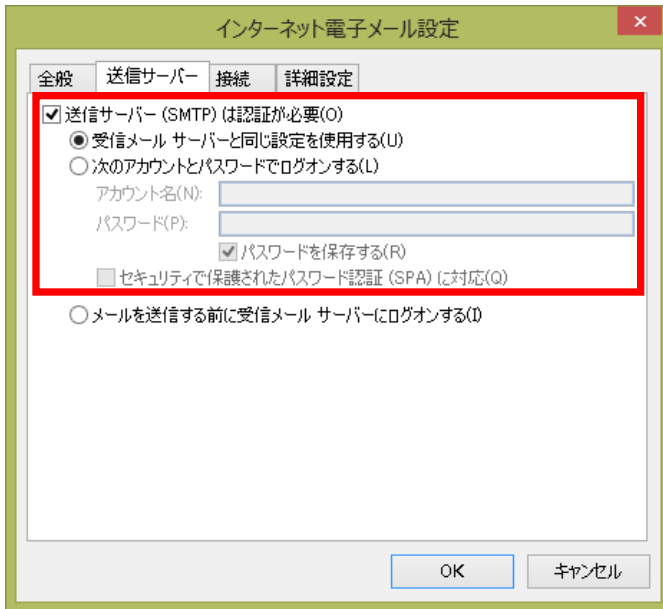 インターネット電子メール設定
全般 送信サーバー 接続 詳細設定
送信サーバー (SMTP) は認証が必要(O)
受信メール サーバーと同じ設定を使用する(U)
次のアカウントとパスワードでログオンする(L)
アカウント名(N):
パスワード(P):
パスワードを保存する(R)
セキュリティで保護されたパスワード認証 (SPA) に対応(Q)
メールを送信する前に受信メール サーバーにログオンする(I)
OK キャンセル